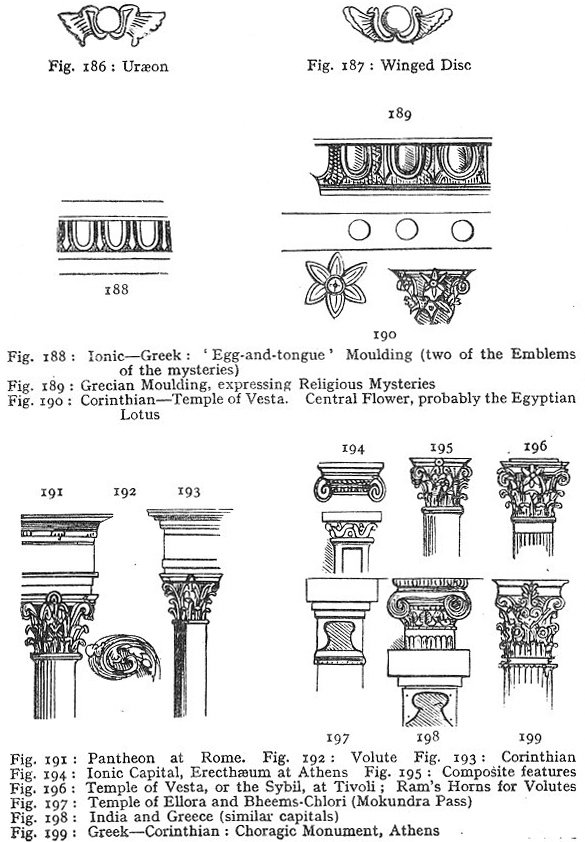 Fig. 186 : Uræon
Fig. 187 : Winged Disc
189
188
190
Fig. 188 : Ionic—Greek : ‘ Egg-and-tongue ’ Moulding (two of the Emblems
of the mysteries)
Fig. 189 : Grecian Moulding, expressing Religious Mysteries
Fig. 190 : Corinthian—Temple of Vesta. Central Flower, probably the Egyptian
Lotus
194 195 196
191 192 193
197 198 199
Fig. 191 : Pantheon at Rome. Fig. 192 : Volute Fig. 193 : Corinthian
Fig. 194 : Ionic Capital, Erecthæum at Athens Fig. 195 : Composite features
Fig. 196 : Temple of Vesta, or the Sybil, at Tivoli ; Ram's Horns for Volutes
Fig. 197 : Temple of Ellora and Bheems-Chlori (Mokundra Pass)
Fig. 198 : India and Greece (similar capitals)
Fig. 199 : Greek—Corinthian : Choragic Monument, Athens